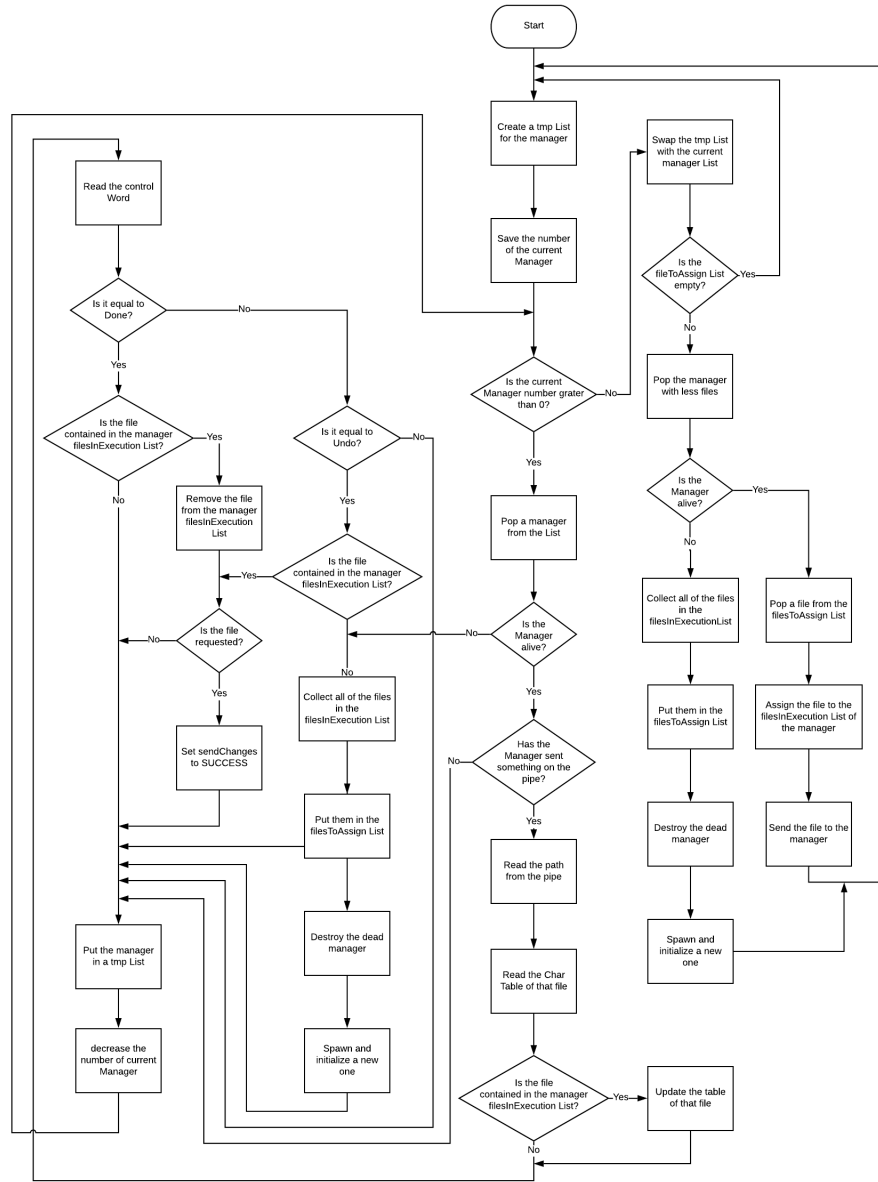 Start
Create a tmp List
for the manager
Save the number
of the current
Manager
Is the current
Manager number grater
than 0?
No
Yes
Swap the tmp List
with the current
manager List
Is the
fileToAssign List
empty?
Yes
No
Pop the manager
with less files
Is the
Manager
alive?
Yes
No
Collect all of the files
in the
filesInExecutionList
Put them in the
filesToAssign List
Destroy the dead
manager
Spawn and
initialize a new
one
Pop a file from the
filesToAssign List
Assign the file to the
filesInExecution List of
the manager
Send the file to the
manager
Pop a manager
from the List
Is the
Manager
alive?
No
Yes
Has the
Manager sent
something on the
pipe?
No
Yes
Read the path
from the pipe
Read the Char
Table of that file
Is the file
contained in the manager
filesInExecution List?
Yes
No
Update the table
of that file
Read the control
Word
Is it equal to
Done?
No
Yes
Is the file
contained in the manager
filesInExecution List?
Yes
No
Remove the file
from the manager
filesInExecution
List
Is the file
requested?
No
Yes
Set sendChanges
to SUCCESS
Is it equal to
Undo?
No
Yes
Is the file
contained in the manager
filesInExecution List?
Yes
No
Collect all of the files
in the
filesInExecution List
Put them in the
filesToAssign List
Destroy the dead
manager
Spawn and
initialize a new
one
Put the manager
in a tmp List
decrease the
number of current
Manager